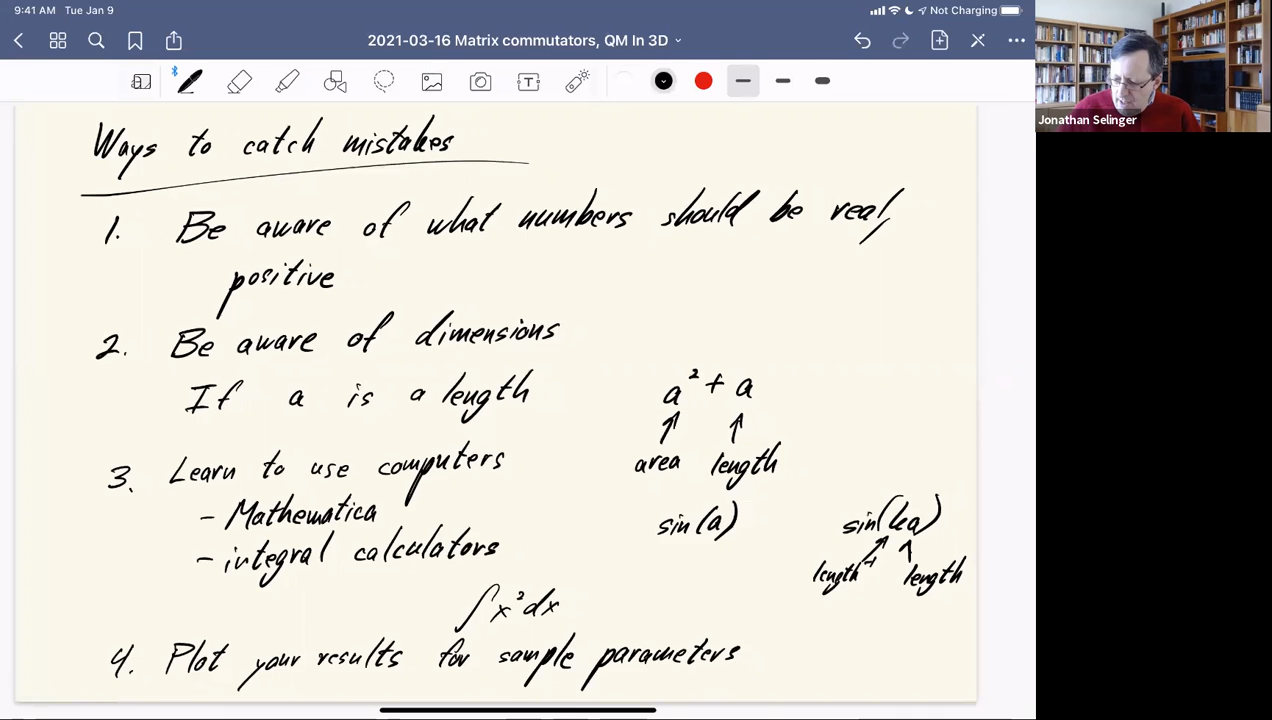 9:41 AM Tue Jan 9
Not Charging
2021-03-16 Matrix commutators, QM In 3D
Jonathan Selinger
Ways to catch mistakes
1. Be aware of what numbers should be real,
positive
2. Be aware of dimensions
If a is a length
a² + a
↑ ↑
area length
3. Learn to use computers
- Mathematica
- integral calculators
sin(a) sin(ka)
length⁻¹ length
∫x²dx
4. Plot your results for sample parameters